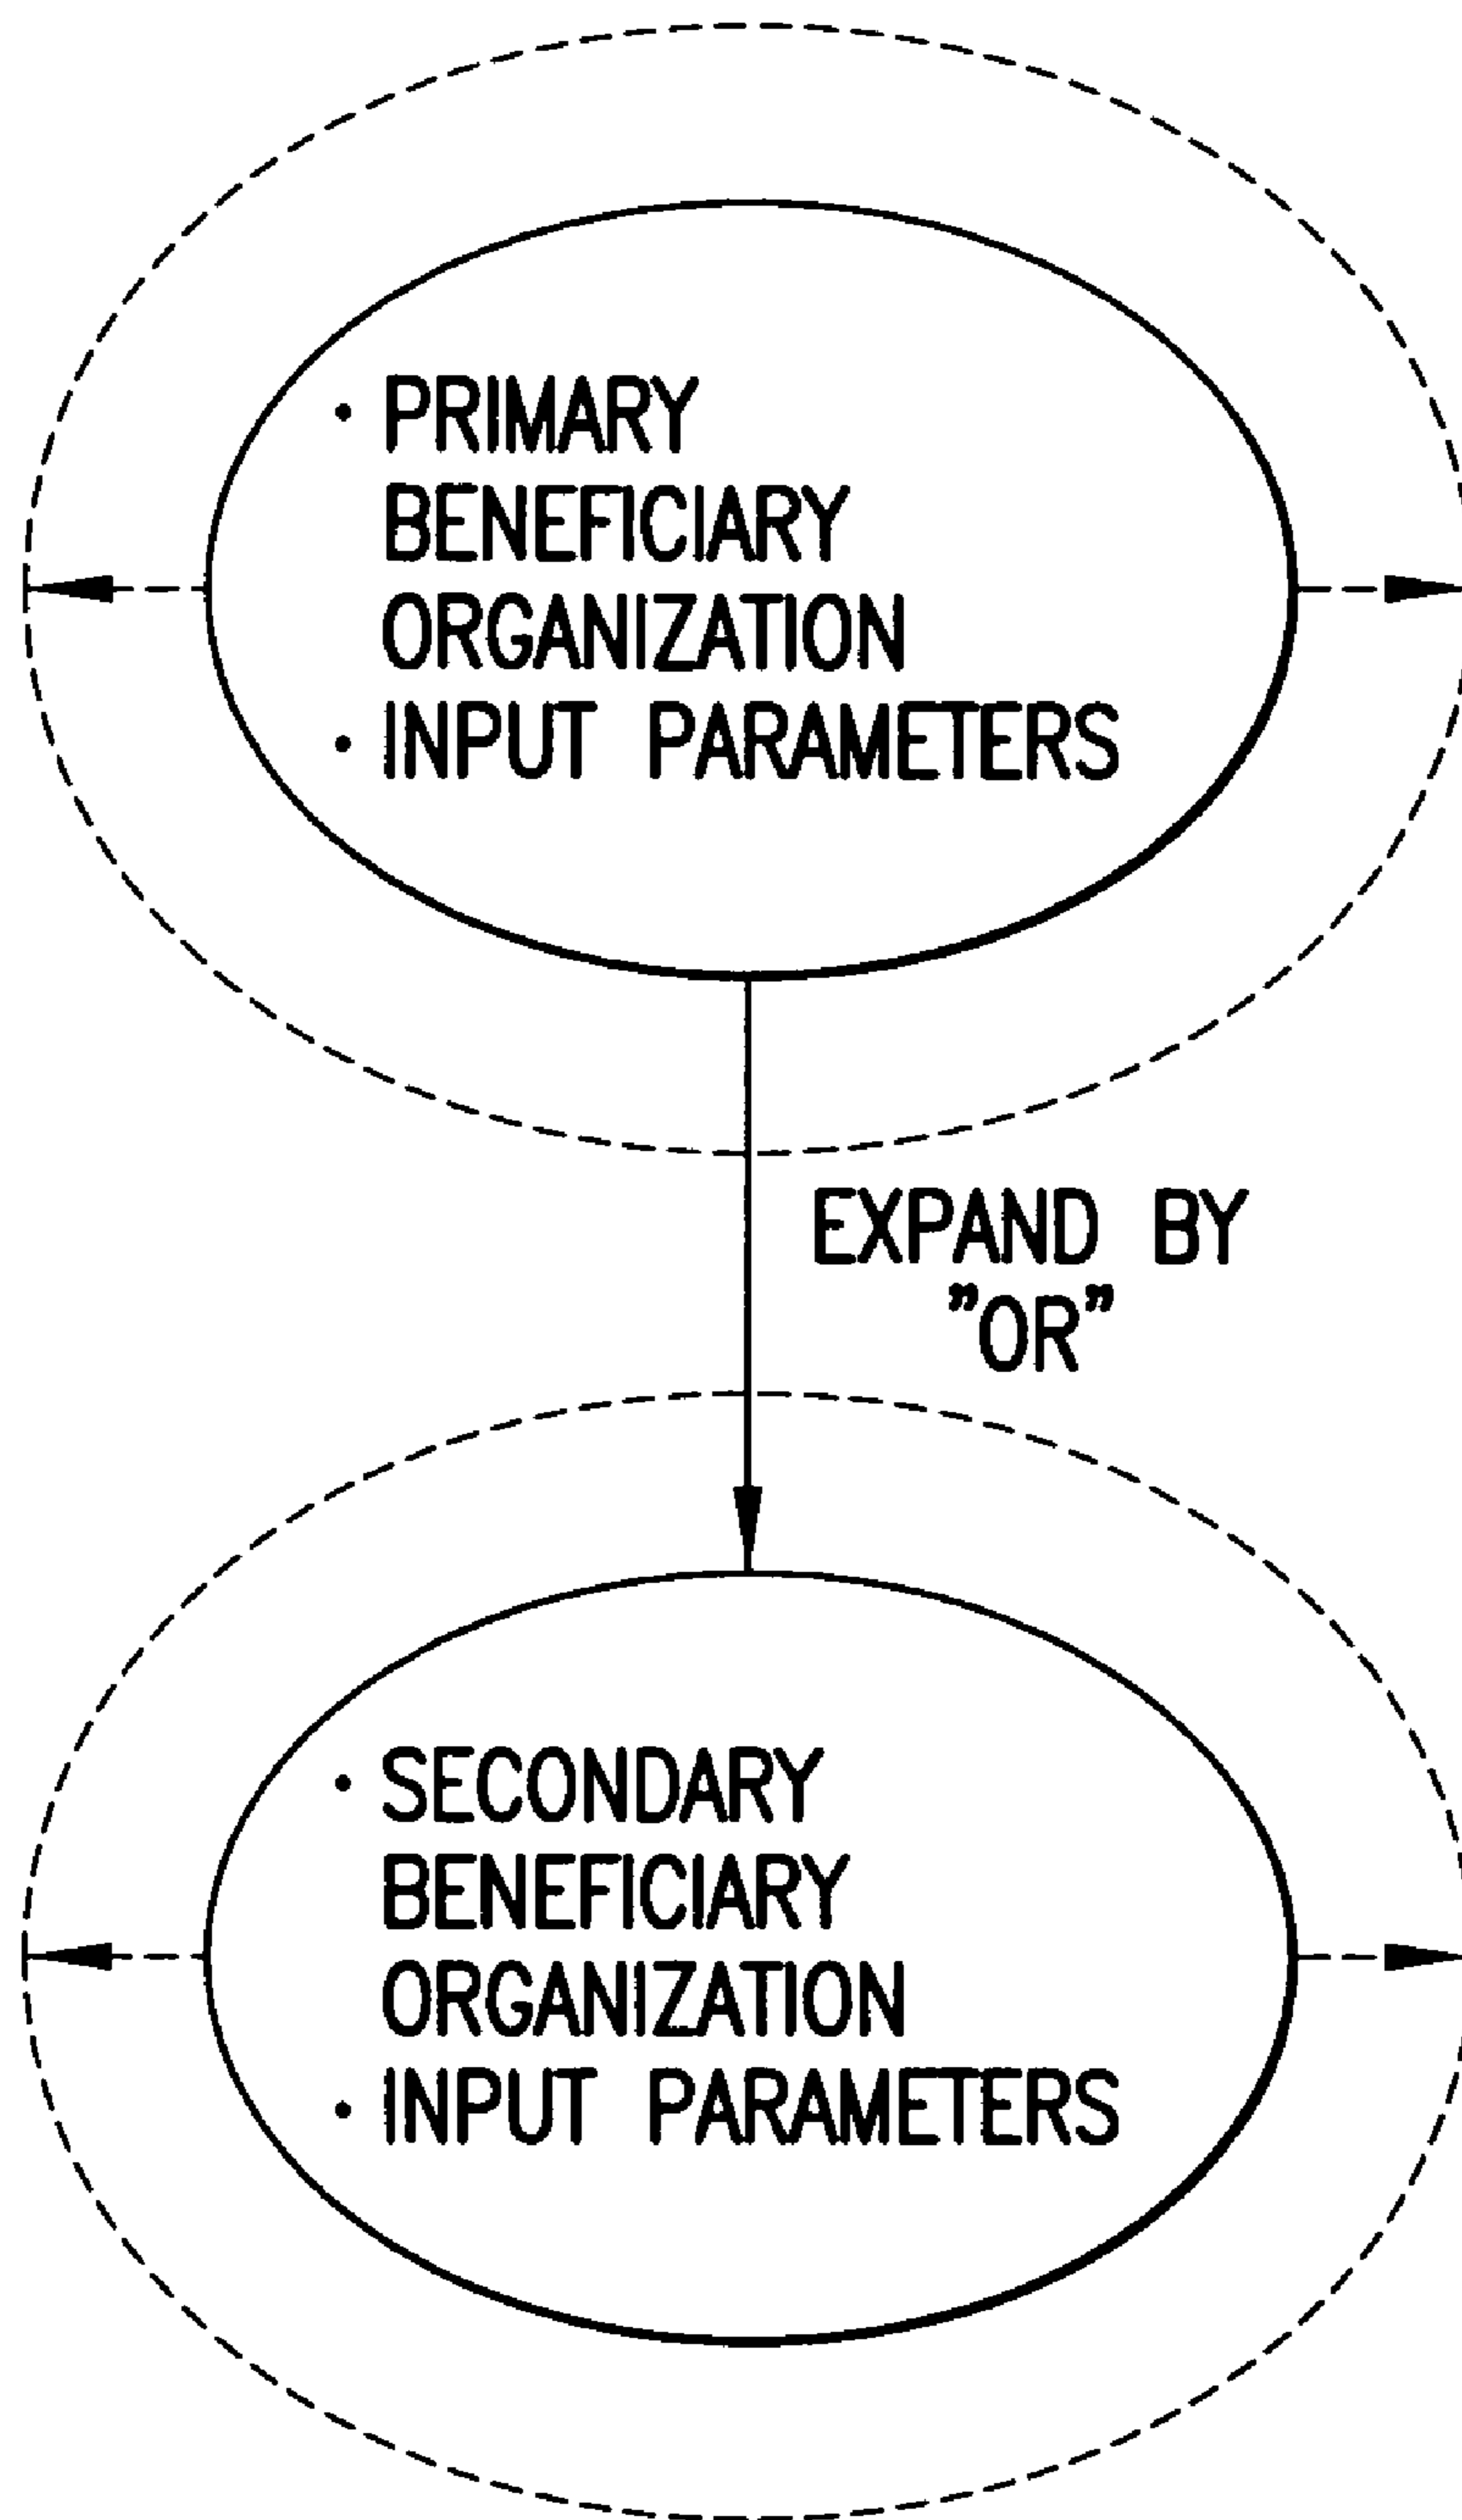 • PRIMARY
BENEFICIARY
ORGANIZATION
• INPUT PARAMETERS
EXPAND BY
”OR”
• SECONDARY
BENEFICIARY
ORGANIZATION
• INPUT PARAMETERS